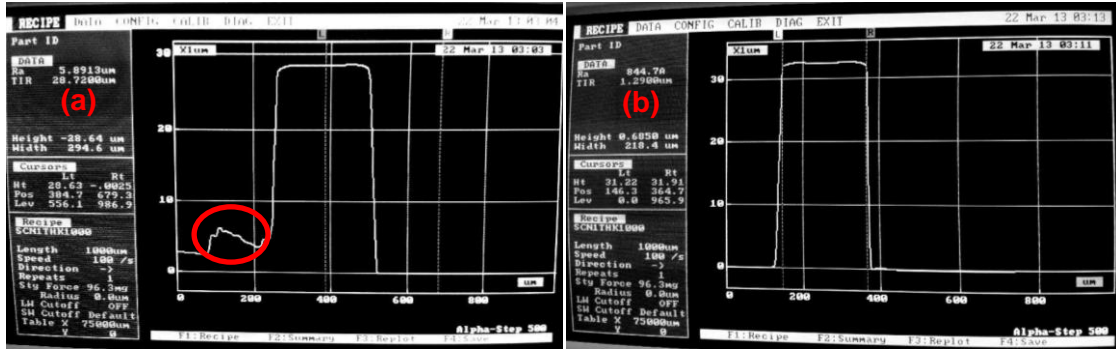 RECIPE DATA CONFIG CALIB DIAG EXIT
22 Mar 13 03:04
Part ID
DATA
Ra 5.8913um
TIR 28.7200um
(a)
Height -28.64 um
Width 294.6 um
Cursors
Lt Rt
Ht 28.63 -.0025
Pos 384.7 679.3
Lev 556.1 986.9
Recipe
SCN1THK1000
Length 1000um
Speed 100 /s
Direction ->
Repeats 1
Sty Force 96.3mg
Radius 0.0um
LW Cutoff OFF
SW Cutoff Default
Table X 75000um
Y 0
X1um
L
R
22 Mar 13 03:03
30
20
10
0
0 200 400 600 800
um
Alpha-Step 500
F1:Recipe F2:Summary F3:Replot F4:Save
RECIPE DATA CONFIG CALIB DIAG EXIT
22 Mar 13 03:13
Part ID
DATA
Ra 844.7A
TIR 1.2900um
(b)
Height 0.6850 um
Width 218.4 um
Cursors
Lt Rt
Ht 31.22 31.91
Pos 146.3 364.7
Lev 0.0 965.9
Recipe
SCN1THK1000
Length 1000um
Speed 100 /s
Direction ->
Repeats 1
Sty Force 96.3mg
Radius 0.0um
LW Cutoff OFF
SW Cutoff Default
Table X 75000um
Y 0
X1um
L
R
22 Mar 13 03:11
30
20
10
0
0 200 400 600 800
um
Alpha-Step 500
F1:Recipe F2:Summary F3:Replot F4:Save